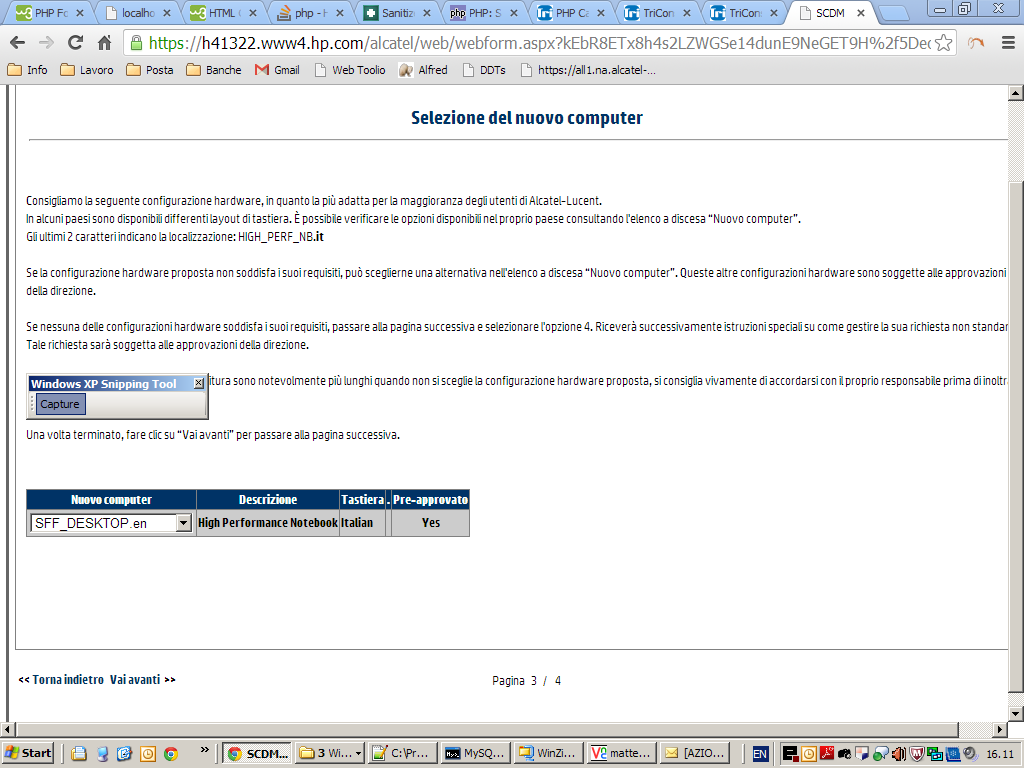 PHP Fo
localho
HTML
php - H
Sanitiz
PHP: S
PHP Ca
TriCon
TriCon
SCDM
https://h41322.www4.hp.com/alcatel/web/webform.aspx?kEbR8ETx8h4s2LZWGSe14dunE9NeGET9H%2f5Dec
Info
Lavoro
Posta
Banche
Gmail
Web Toolio
Alfred
DDTs
https://all1.na.alcatel-...
Selezione del nuovo computer
Consigliamo la seguente configurazione hardware, in quanto la più adatta per la maggioranza degli utenti di Alcatel-Lucent.
In alcuni paesi sono disponibili differenti layout di tastiera. È possibile verificare le opzioni disponibili nel proprio paese consultando l'elenco a discesa “Nuovo computer”.
Gli ultimi 2 caratteri indicano la localizzazione: HIGH_PERF_NB.it
Se la configurazione hardware proposta non soddisfa i suoi requisiti, può sceglierne una alternativa nell'elenco a discesa “Nuovo computer”. Queste altre configurazioni hardware sono soggette alle approvazioni
della direzione.
Se nessuna delle configurazioni hardware soddisfa i suoi requisiti, passare alla pagina successiva e selezionare l'opzione 4. Riceverà successivamente istruzioni speciali su come gestire la sua richiesta non standar
Tale richiesta sarà soggetta alle approvazioni della direzione.
Windows XP Snipping Tool
itura sono notevolmente più lunghi quando non si sceglie la configurazione hardware proposta, si consiglia vivamente di accordarsi con il proprio responsabile prima di inoltr
Capture
Una volta terminato, fare clic su “Vai avanti” per passare alla pagina successiva.
Nuovo computer Descrizione Tastiera . Pre-approvato
SFF_DESKTOP.en High Performance Notebook Italian Yes
<< Torna indietro Vai avanti >>
Pagina 3 / 4
Start
»
SCDM...
3 Wi...
C:\Pr...
MySQ...
WinZi...
matte...
[AZIO...
EN
16.11